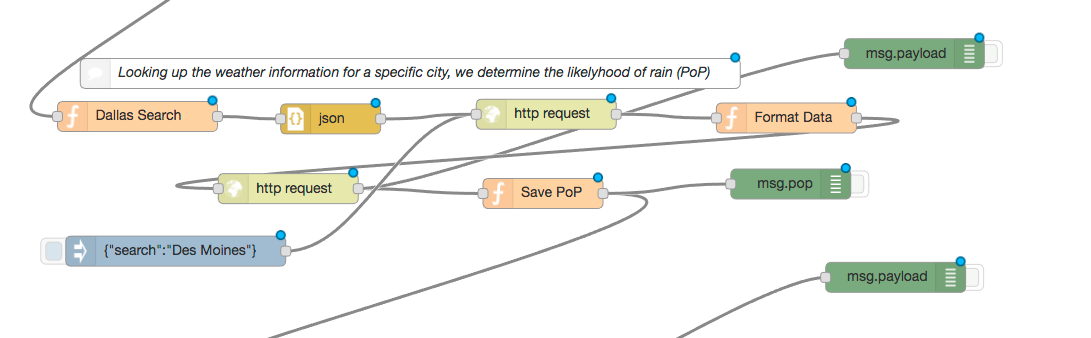 msg.payload
Looking up the weather information for a specific city, we determine the likelyhood of rain (PoP)
Dallas Search
json
http request
Format Data
http request
Save PoP
msg.pop
{"search":"Des Moines"}
msg.payload